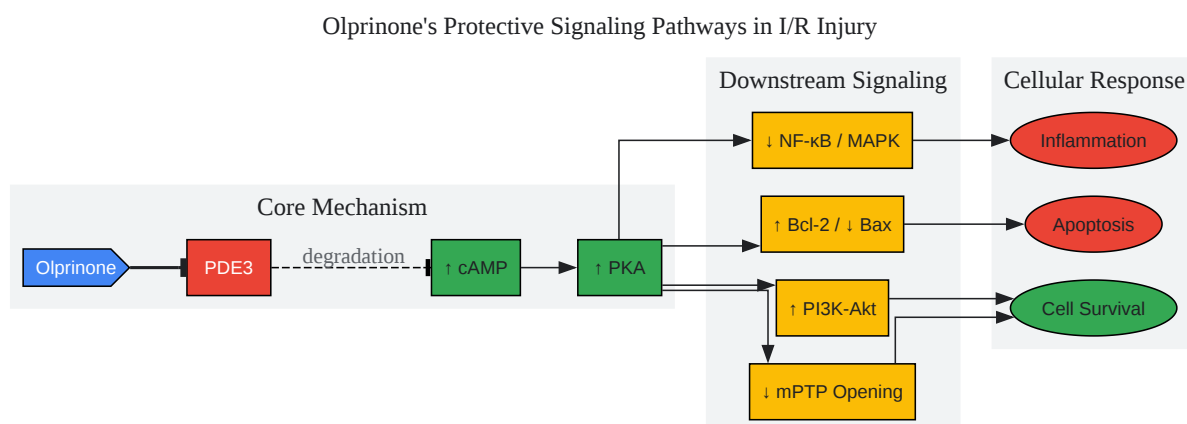 Olprinone's Protective Signaling Pathways in I/R Injury
Downstream Signaling
Cellular Response
↓ NF-κB / MAPK
Inflammation
Core Mechanism
↑ Bcl-2 / ↓ Bax
Apoptosis
Olprinone
PDE3
degradation
↑ cAMP
↑ PKA
↑ PI3K-Akt
Cell Survival
↓ mPTP Opening